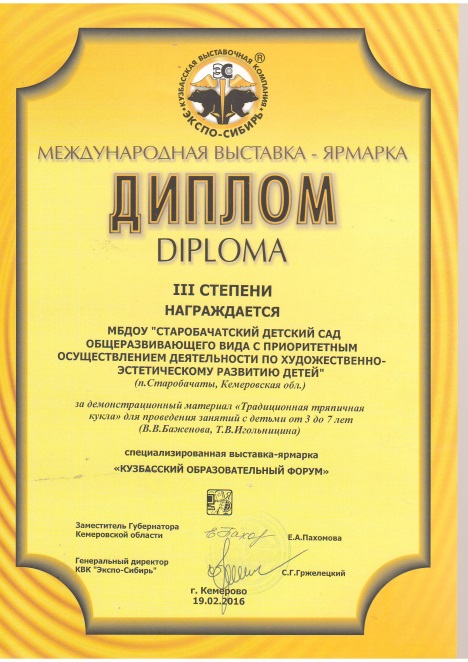 КУЗБАССКАЯ ВЫСТАВОЧНАЯ КОМПАНИЯ
®
ЭС
"ЭКСПО-СИБИРЬ"
МЕЖДУНАРОДНАЯ ВЫСТАВКА - ЯРМАРКА
ДИПЛОМ
DIPLOMA
III СТЕПЕНИ
НАГРАЖДАЕТСЯ
МБДОУ "СТАРОБАЧАТСКИЙ ДЕТСКИЙ САД
ОБЩЕРАЗВИВАЮЩЕГО ВИДА С ПРИОРИТЕТНЫМ
ОСУЩЕСТВЛЕНИЕМ ДЕЯТЕЛЬНОСТИ ПО ХУДОЖЕСТВЕННО-
ЭСТЕТИЧЕСКОМУ РАЗВИТИЮ ДЕТЕЙ"
(п.Старобачаты, Кемеровская обл.)
за демонстрационный материал «Традиционная тряпичная
кукла» для проведения занятий с детьми от 3 до 7 лет
(В.В.Баженова, Т.В.Игольницина)
специализированная выставка-ярмарка
«КУЗБАССКИЙ ОБРАЗОВАТЕЛЬНЫЙ ФОРУМ»
Заместитель Губернатора
Кемеровской области
Е.А.Пахомова
Генеральный директор
КВК "Экспо-Сибирь"
С.Г.Гржелецкий
г. Кемерово
19.02.2016